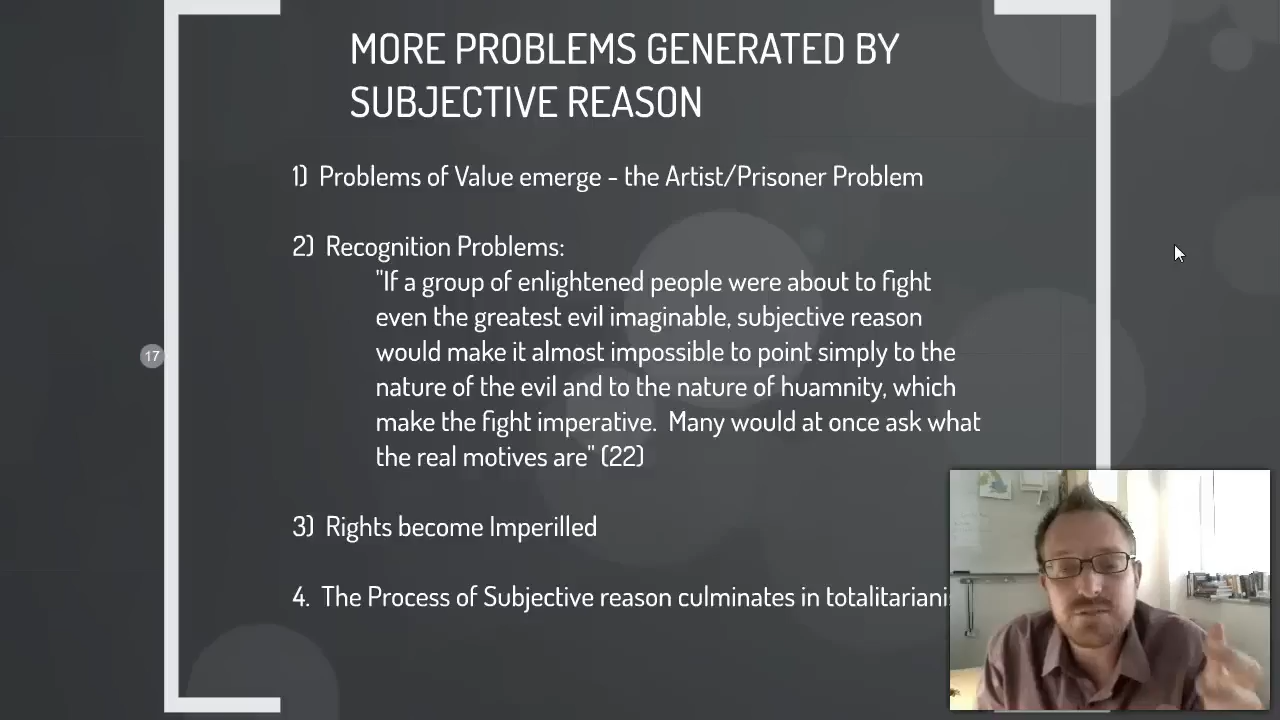 MORE PROBLEMS GENERATED BY
SUBJECTIVE REASON
1) Problems of Value emerge - the Artist/Prisoner Problem
2) Recognition Problems:
"If a group of enlightened people were about to fight
even the greatest evil imaginable, subjective reason
would make it almost impossible to point simply to the
nature of the evil and to the nature of huamnity, which
make the fight imperative. Many would at once ask what
the real motives are" (22)
17
3) Rights become Imperilled
4. The Process of Subjective reason culminates in